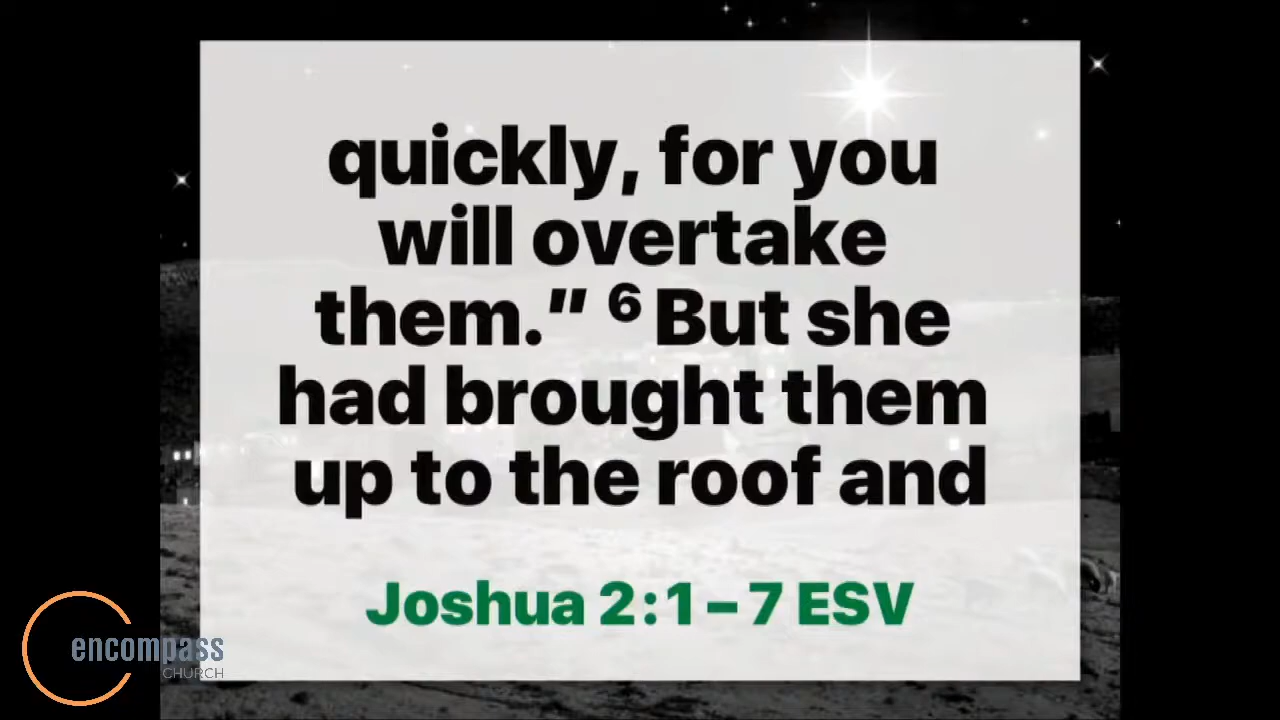 quickly, for you
will overtake
them.” ⁶ But she
had brought them
up to the roof and
Joshua 2:1–7 ESV
encompass
CHURCH